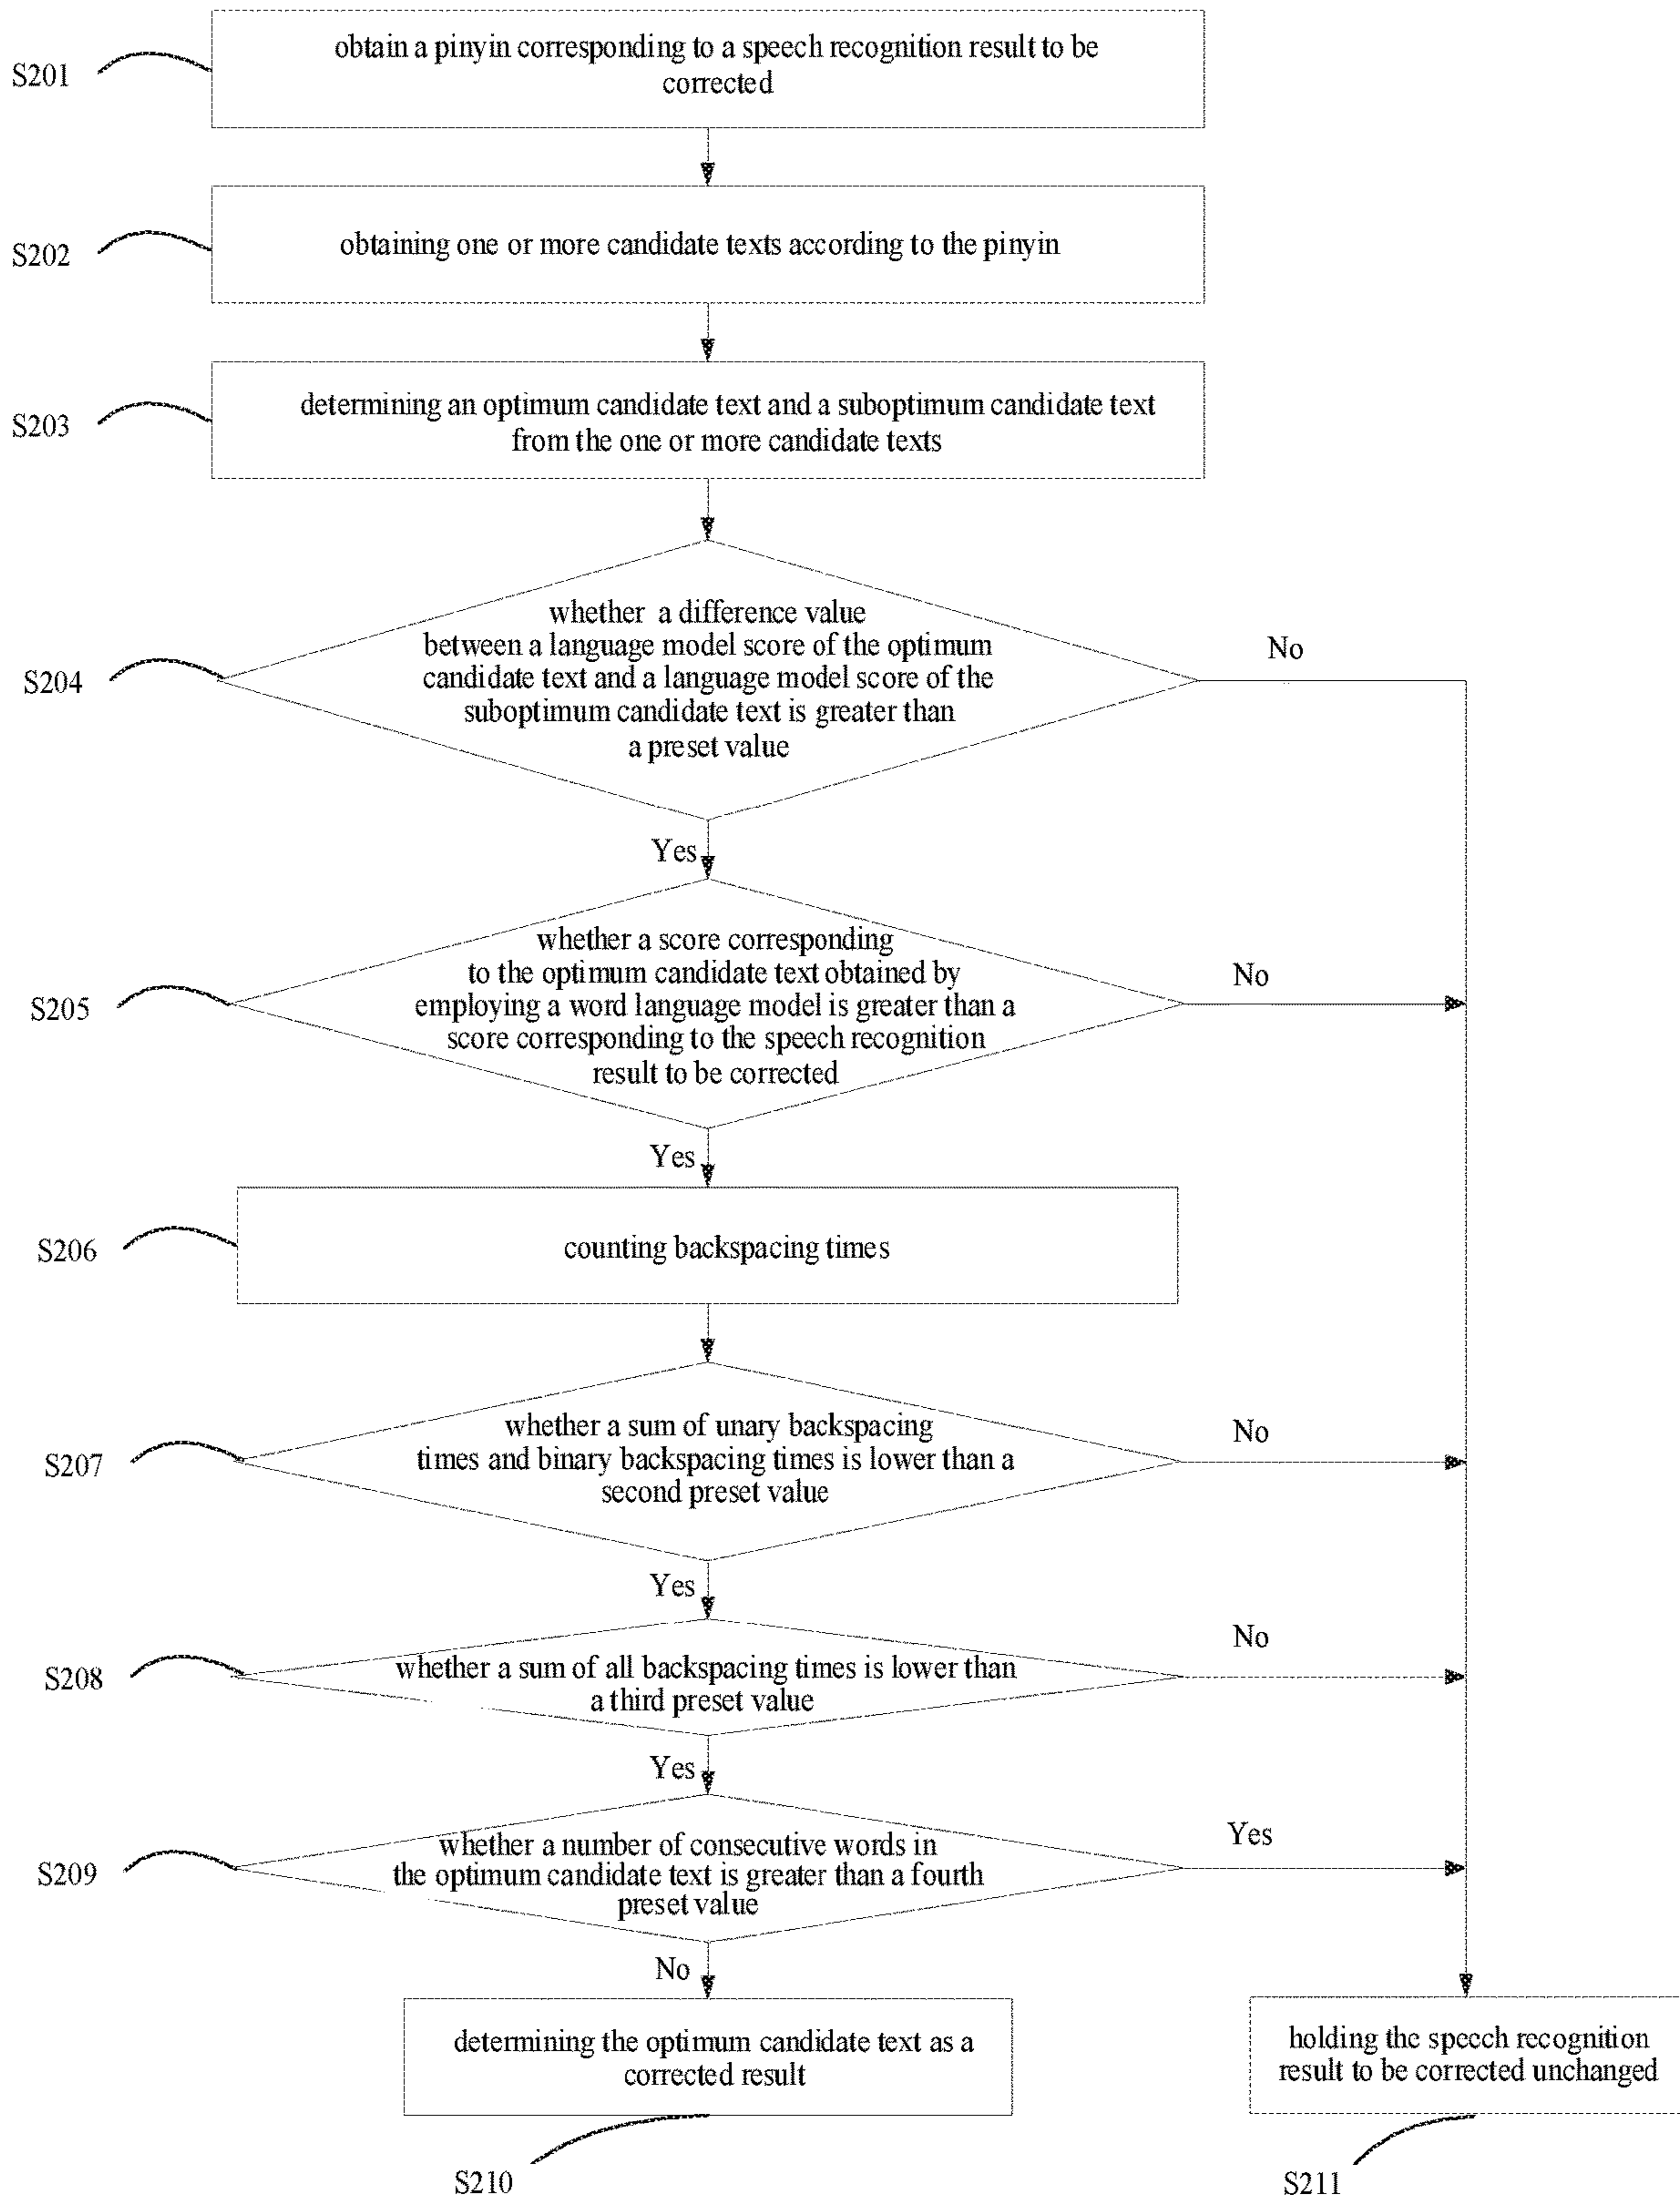 S201
obtain a pinyin corresponding to a speech recognition result to be
corrected
S202
obtaining one or more candidate texts according to the pinyin
S203
determining an optimum candidate text and a suboptimum candidate text
from the one or more candidate texts
S204
whether a difference value
between a language model score of the optimum
candidate text and a language model score of the
suboptimum candidate text is greater than
a preset value
No
Yes
S205
whether a score corresponding
to the optimum candidate text obtained by
employing a word language model is greater than a
score corresponding to the speech recognition
result to be corrected
No
Yes
S206
counting backspacing times
S207
whether a sum of unary backspacing
times and binary backspacing times is lower than a
second preset value
No
Yes
S208
whether a sum of all backspacing times is lower than
a third preset value
No
Yes
S209
whether a number of consecutive words in
the optimum candidate text is greater than a fourth
preset value
Yes
No
determining the optimum candidate text as a
corrected result
holding the speech recognition
result to be corrected unchanged
S210
S211